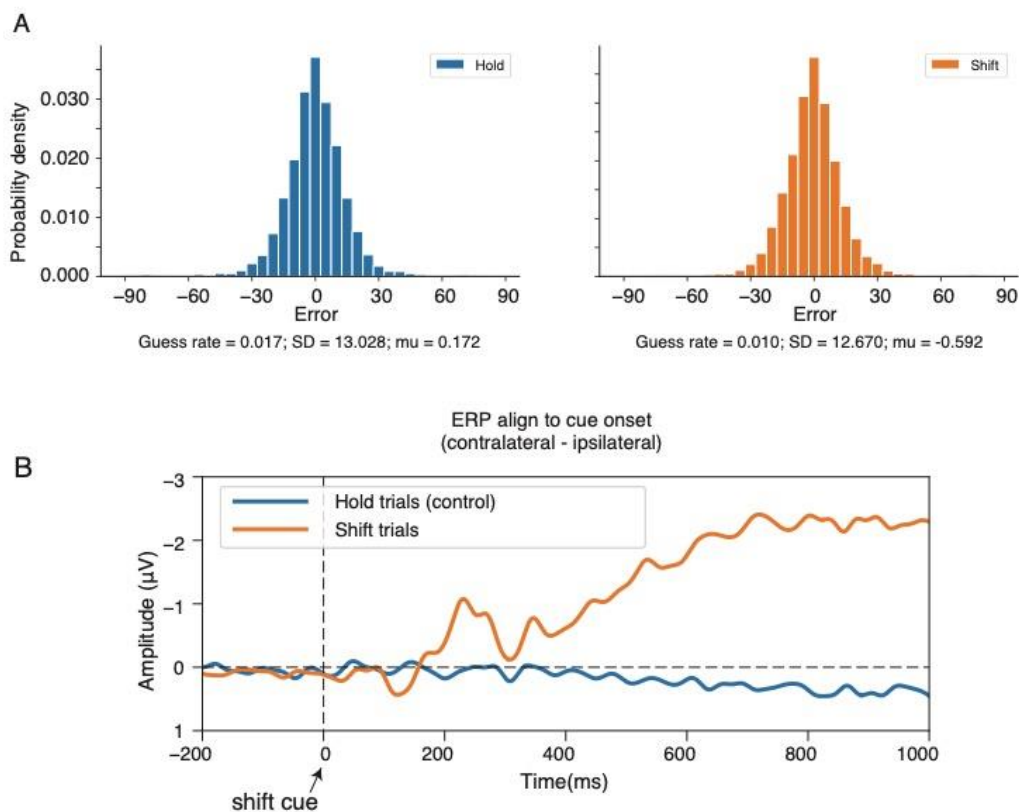 A
Hold
Shift
Probability density
0.030
0.020
0.010
0.000
−90 −60 −30 0 30 60 90
Error
Guess rate = 0.017; SD = 13.028; mu = 0.172
−90 −60 −30 0 30 60 90
Error
Guess rate = 0.010; SD = 12.670; mu = -0.592
ERP align to cue onset
(contralateral - ipsilateral)
B
Hold trials (control)
Shift trials
Amplitude (µV)
−3
−2
−1
0
1
−200 0 200 400 600 800 1000
Time(ms)
shift cue